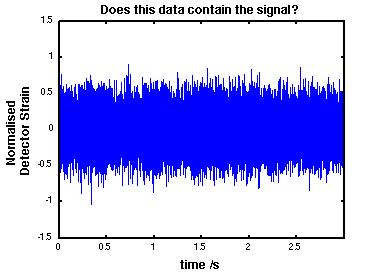 Does this data contain the signal?
1.5
1
0.5
0
-0.5
-1
-1.5
Normalised
Detector Strain
0 0.5 1 1.5 2 2.5
time /s